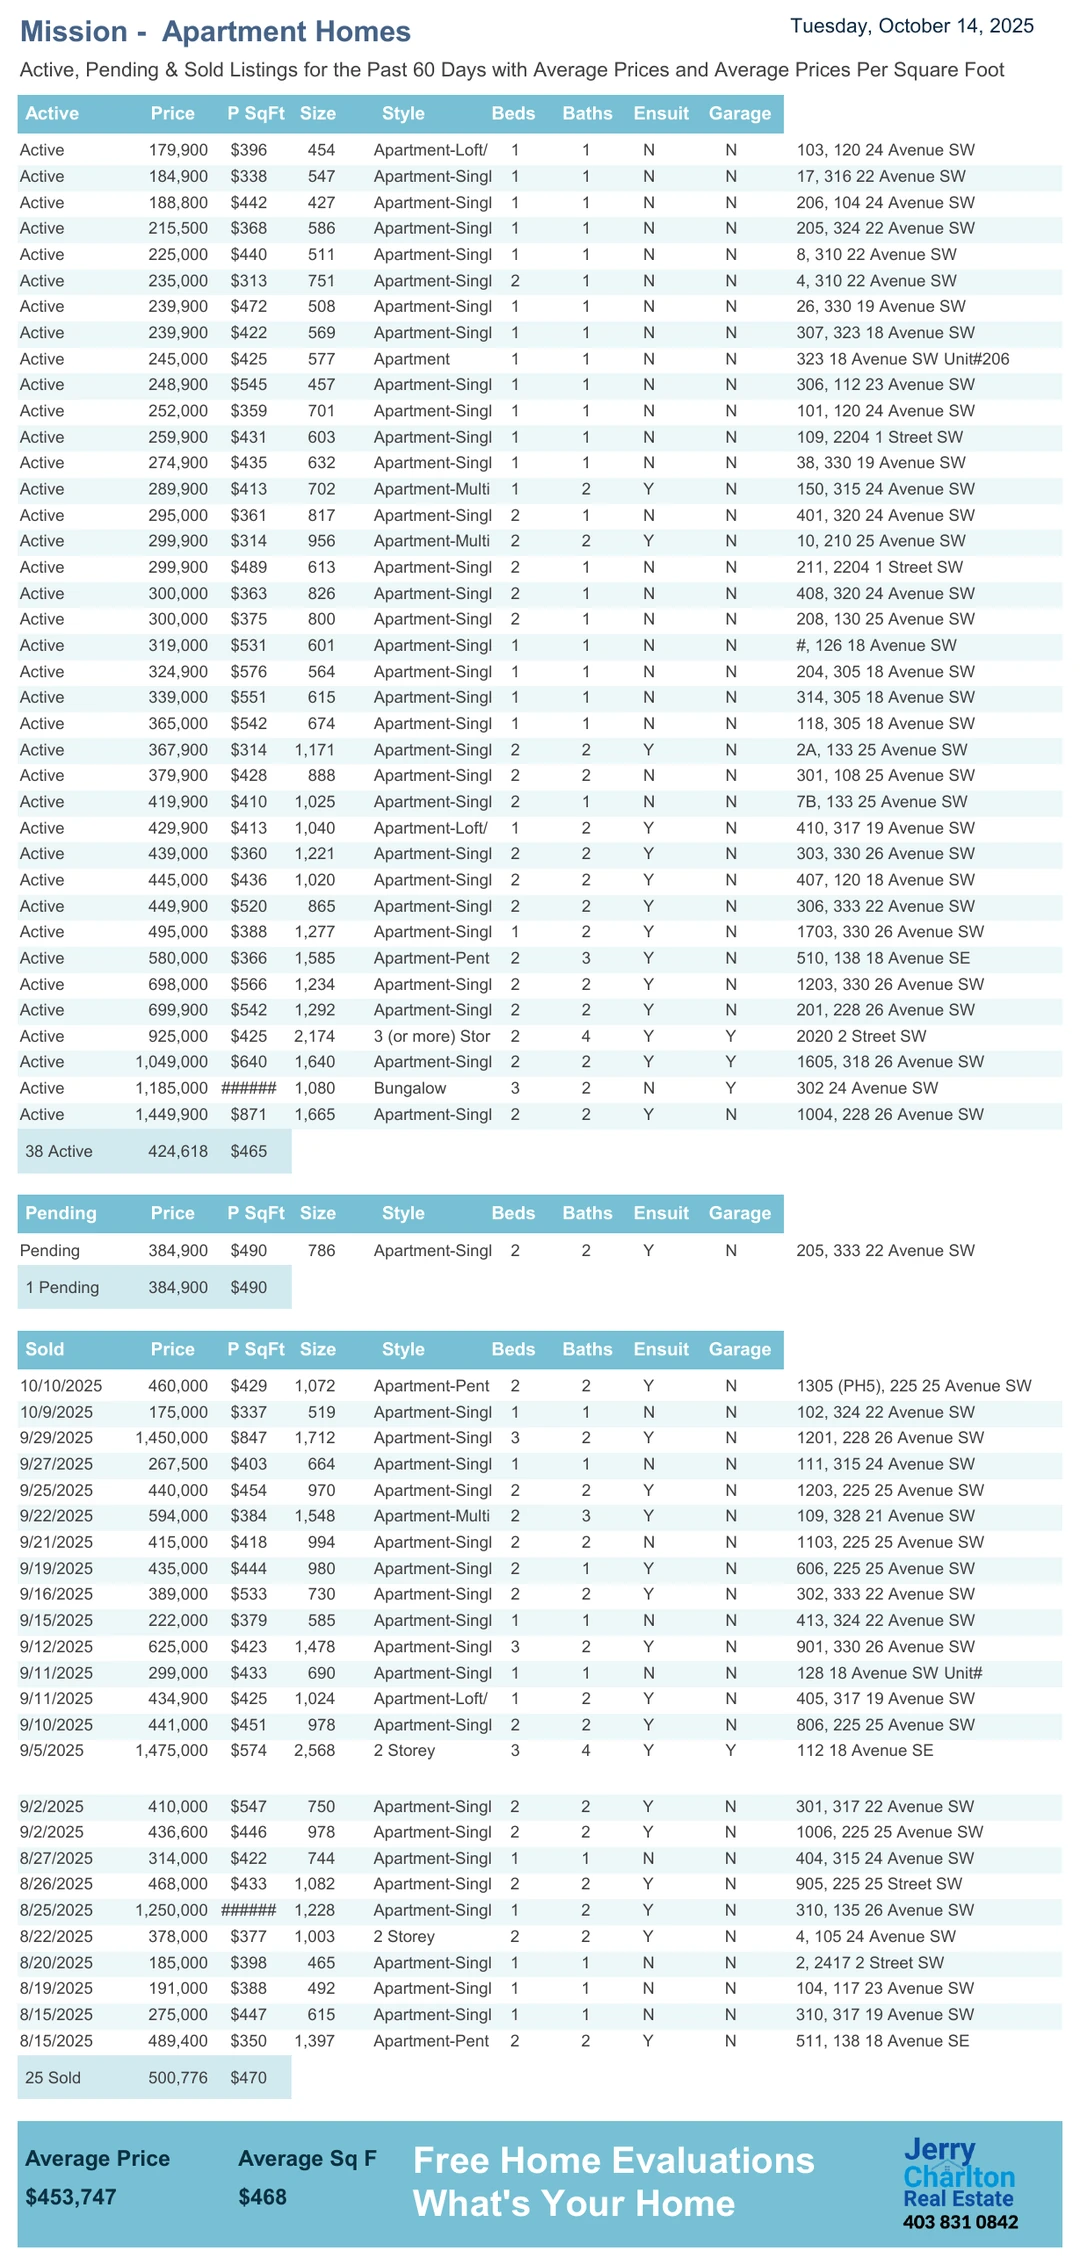 Mission -  Apartment Homes
Tuesday, October 14, 2025
Active, Pending & Sold Listings for the Past 60 Days with Average Prices and Average Prices Per Square Foot
Active Price P SqFt Size Style Beds Baths Ensuit Garage
Active 179,900 $396 454 Apartment-Loft/ 1 1 N N 103, 120 24 Avenue SW
Active 184,900 $338 547 Apartment-Singl 1 1 N N 17, 316 22 Avenue SW
Active 188,800 $442 427 Apartment-Singl 1 1 N N 206, 104 24 Avenue SW
Active 215,500 $368 586 Apartment-Singl 1 1 N N 205, 324 22 Avenue SW
Active 225,000 $440 511 Apartment-Singl 1 1 N N 8, 310 22 Avenue SW
Active 235,000 $313 751 Apartment-Singl 2 1 N N 4, 310 22 Avenue SW
Active 239,900 $472 508 Apartment-Singl 1 1 N N 26, 330 19 Avenue SW
Active 239,900 $422 569 Apartment-Singl 1 1 N N 307, 323 18 Avenue SW
Active 245,000 $425 577 Apartment 1 1 N N 323 18 Avenue SW Unit#206
Active 248,900 $545 457 Apartment-Singl 1 1 N N 306, 112 23 Avenue SW
Active 252,000 $359 701 Apartment-Singl 1 1 N N 101, 120 24 Avenue SW
Active 259,900 $431 603 Apartment-Singl 1 1 N N 109, 2204 1 Street SW
Active 274,900 $435 632 Apartment-Singl 1 1 N N 38, 330 19 Avenue SW
Active 289,900 $413 702 Apartment-Multi 1 2 Y N 150, 315 24 Avenue SW
Active 295,000 $361 817 Apartment-Singl 2 1 N N 401, 320 24 Avenue SW
Active 299,900 $314 956 Apartment-Multi 2 2 Y N 10, 210 25 Avenue SW
Active 299,900 $489 613 Apartment-Singl 2 1 N N 211, 2204 1 Street SW
Active 300,000 $363 826 Apartment-Singl 2 1 N N 408, 320 24 Avenue SW
Active 300,000 $375 800 Apartment-Singl 2 1 N N 208, 130 25 Avenue SW
Active 319,000 $531 601 Apartment-Singl 1 1 N N #, 126 18 Avenue SW
Active 324,900 $576 564 Apartment-Singl 1 1 N N 204, 305 18 Avenue SW
Active 339,000 $551 615 Apartment-Singl 1 1 N N 314, 305 18 Avenue SW
Active 365,000 $542 674 Apartment-Singl 1 1 N N 118, 305 18 Avenue SW
Active 367,900 $314 1,171 Apartment-Singl 2 2 Y N 2A, 133 25 Avenue SW
Active 379,900 $428 888 Apartment-Singl 2 2 N N 301, 108 25 Avenue SW
Active 419,900 $410 1,025 Apartment-Singl 2 1 N N 7B, 133 25 Avenue SW
Active 429,900 $413 1,040 Apartment-Loft/ 1 2 Y N 410, 317 19 Avenue SW
Active 439,000 $360 1,221 Apartment-Singl 2 2 Y N 303, 330 26 Avenue SW
Active 445,000 $436 1,020 Apartment-Singl 2 2 Y N 407, 120 18 Avenue SW
Active 449,900 $520 865 Apartment-Singl 2 2 Y N 306, 333 22 Avenue SW
Active 495,000 $388 1,277 Apartment-Singl 1 2 Y N 1703, 330 26 Avenue SW
Active 580,000 $366 1,585 Apartment-Pent 2 3 Y N 510, 138 18 Avenue SE
Active 698,000 $566 1,234 Apartment-Singl 2 2 Y N 1203, 330 26 Avenue SW
Active 699,900 $542 1,292 Apartment-Singl 2 2 Y N 201, 228 26 Avenue SW
Active 925,000 $425 2,174 3 (or more) Stor 2 4 Y Y 2020 2 Street SW
Active 1,049,000 $640 1,640 Apartment-Singl 2 2 Y Y 1605, 318 26 Avenue SW
Active 1,185,000 ###### 1,080 Bungalow 3 2 N Y 302 24 Avenue SW
Active 1,449,900 $871 1,665 Apartment-Singl 2 2 Y N 1004, 228 26 Avenue SW
38 Active 424,618 $465
Pending Price P SqFt Size Style Beds Baths Ensuit Garage
Pending 384,900 $490 786 Apartment-Singl 2 2 Y N 205, 333 22 Avenue SW
1 Pending 384,900 $490
Sold Price P SqFt Size Style Beds Baths Ensuit Garage
10/10/2025 460,000 $429 1,072 Apartment-Pent 2 2 Y N 1305 (PH5), 225 25 Avenue SW
10/9/2025 175,000 $337 519 Apartment-Singl 1 1 N N 102, 324 22 Avenue SW
9/29/2025 1,450,000 $847 1,712 Apartment-Singl 3 2 Y N 1201, 228 26 Avenue SW
9/27/2025 267,500 $403 664 Apartment-Singl 1 1 N N 111, 315 24 Avenue SW
9/25/2025 440,000 $454 970 Apartment-Singl 2 2 Y N 1203, 225 25 Avenue SW
9/22/2025 594,000 $384 1,548 Apartment-Multi 2 3 Y N 109, 328 21 Avenue SW
9/21/2025 415,000 $418 994 Apartment-Singl 2 2 N N 1103, 225 25 Avenue SW
9/19/2025 435,000 $444 980 Apartment-Singl 2 1 Y N 606, 225 25 Avenue SW
9/16/2025 389,000 $533 730 Apartment-Singl 2 2 Y N 302, 333 22 Avenue SW
9/15/2025 222,000 $379 585 Apartment-Singl 1 1 N N 413, 324 22 Avenue SW
9/12/2025 625,000 $423 1,478 Apartment-Singl 3 2 Y N 901, 330 26 Avenue SW
9/11/2025 299,000 $433 690 Apartment-Singl 1 1 N N 128 18 Avenue SW Unit#
9/11/2025 434,900 $425 1,024 Apartment-Loft/ 1 2 Y N 405, 317 19 Avenue SW
9/10/2025 441,000 $451 978 Apartment-Singl 2 2 Y N 806, 225 25 Avenue SW
9/5/2025 1,475,000 $574 2,568 2 Storey 3 4 Y Y 112 18 Avenue SE
9/2/2025 410,000 $547 750 Apartment-Singl 2 2 Y N 301, 317 22 Avenue SW
9/2/2025 436,600 $446 978 Apartment-Singl 2 2 Y N 1006, 225 25 Avenue SW
8/27/2025 314,000 $422 744 Apartment-Singl 1 1 N N 404, 315 24 Avenue SW
8/26/2025 468,000 $433 1,082 Apartment-Singl 2 2 Y N 905, 225 25 Street SW
8/25/2025 1,250,000 ###### 1,228 Apartment-Singl 1 2 Y N 310, 135 26 Avenue SW
8/22/2025 378,000 $377 1,003 2 Storey 2 2 Y N 4, 105 24 Avenue SW
8/20/2025 185,000 $398 465 Apartment-Singl 1 1 N N 2, 2417 2 Street SW
8/19/2025 191,000 $388 492 Apartment-Singl 1 1 N N 104, 117 23 Avenue SW
8/15/2025 275,000 $447 615 Apartment-Singl 1 1 N N 310, 317 19 Avenue SW
8/15/2025 489,400 $350 1,397 Apartment-Pent 2 2 Y N 511, 138 18 Avenue SE
25 Sold 500,776 $470
Average Price Average Sq F
$453,747 $468
Free Home Evaluations
What's Your Home
Jerry
Charlton
Real Estate
403 831 0842